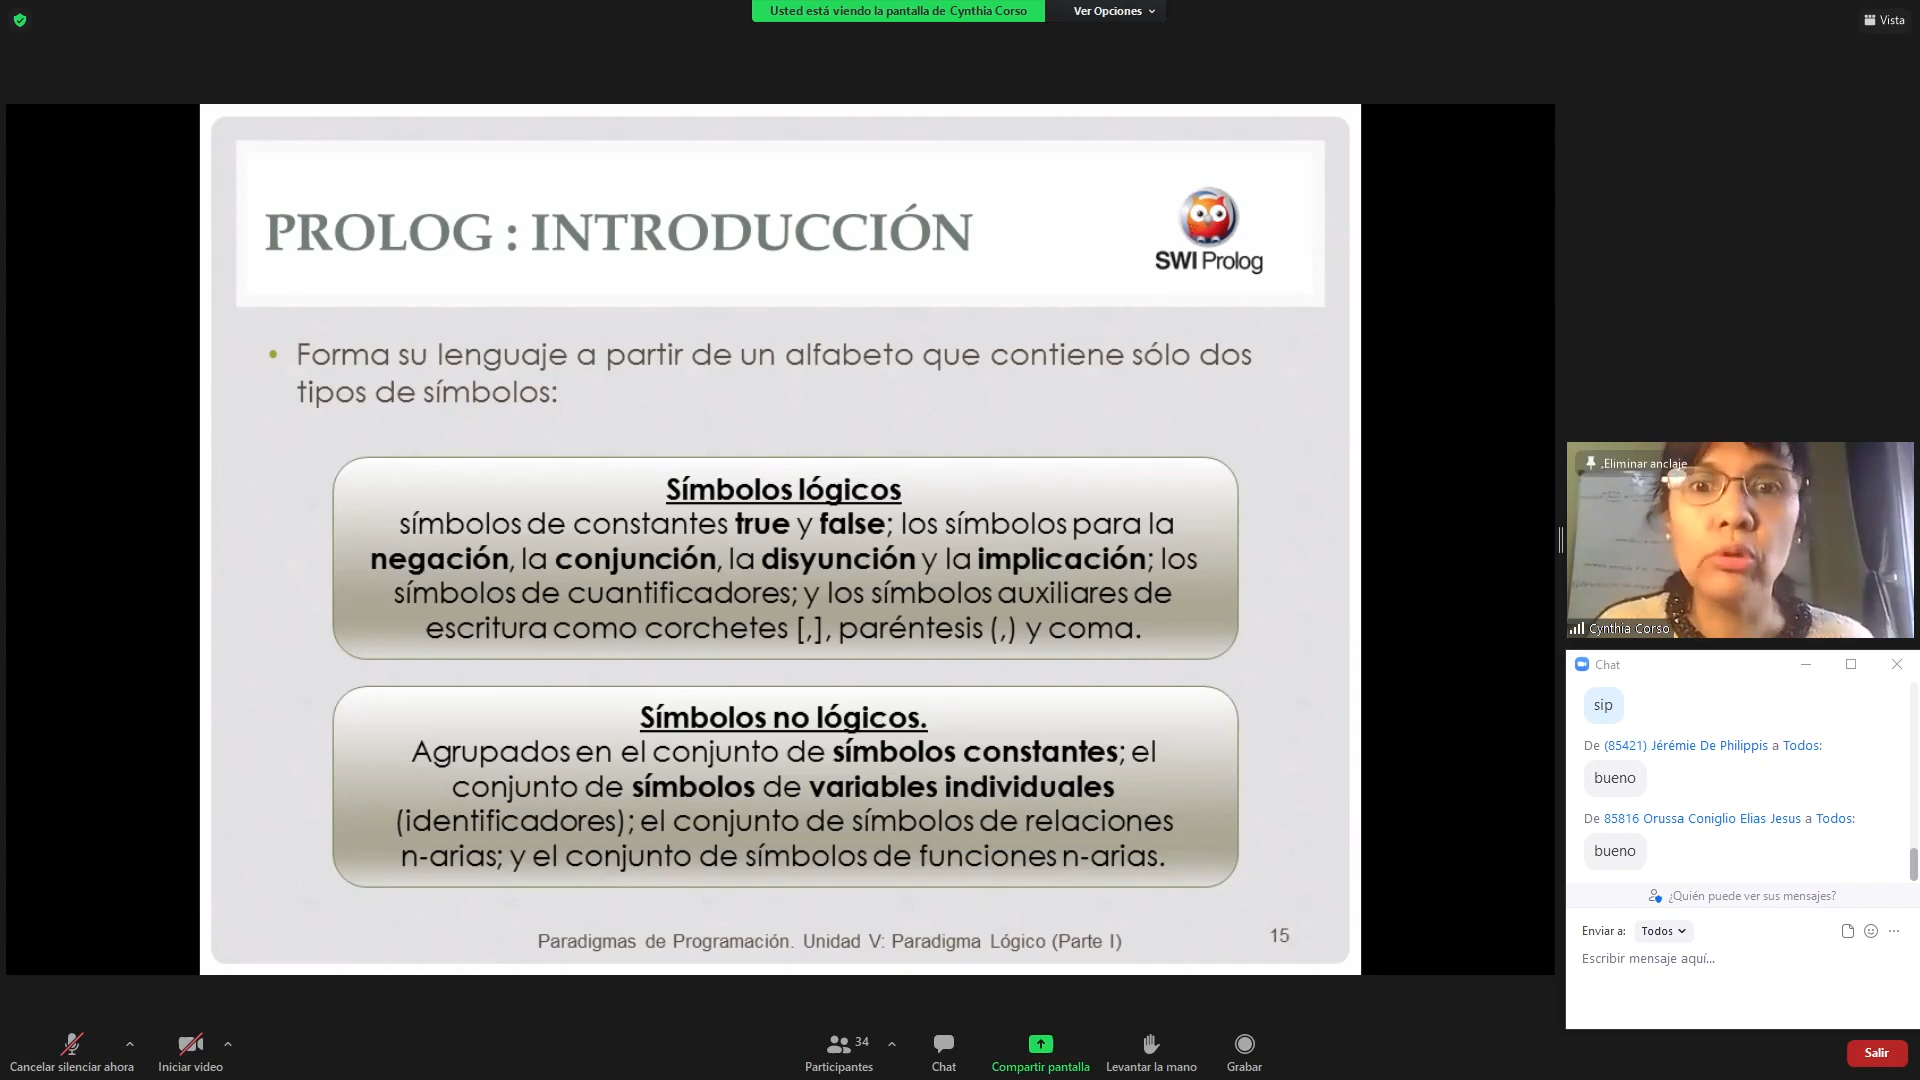 Usted está viendo la pantalla de Cynthia Corso
Ver Opciones
Vista
PROLOG : INTRODUCCIÓN
SWI Prolog
• Forma su lenguaje a partir de un alfabeto que contiene sólo dos
tipos de símbolos:
Símbolos lógicos
símbolos de constantes true y false; los símbolos para la
negación, la conjunción, la disyunción y la implicación; los
símbolos de cuantificadores; y los símbolos auxiliares de
escritura como corchetes [,], paréntesis (,) y coma.
Símbolos no lógicos.
Agrupados en el conjunto de símbolos constantes; el
conjunto de símbolos de variables individuales
(identificadores); el conjunto de símbolos de relaciones
n-arias; y el conjunto de símbolos de funciones n-arias.
Paradigmas de Programación. Unidad V: Paradigma Lógico (Parte I)
15
Eliminar anclaje
Cynthia Corso
Chat
sip
De (85421) Jérémie De Philippis a Todos:
bueno
De 85816 Orussa Coniglio Elias Jesus a Todos:
bueno
¿Quién puede ver sus mensajes?
Enviar a: Todos
Escribir mensaje aquí...
Cancelar silenciar ahora
Iniciar video
34
Participantes
Chat
Compartir pantalla
Levantar la mano
Grabar
Salir